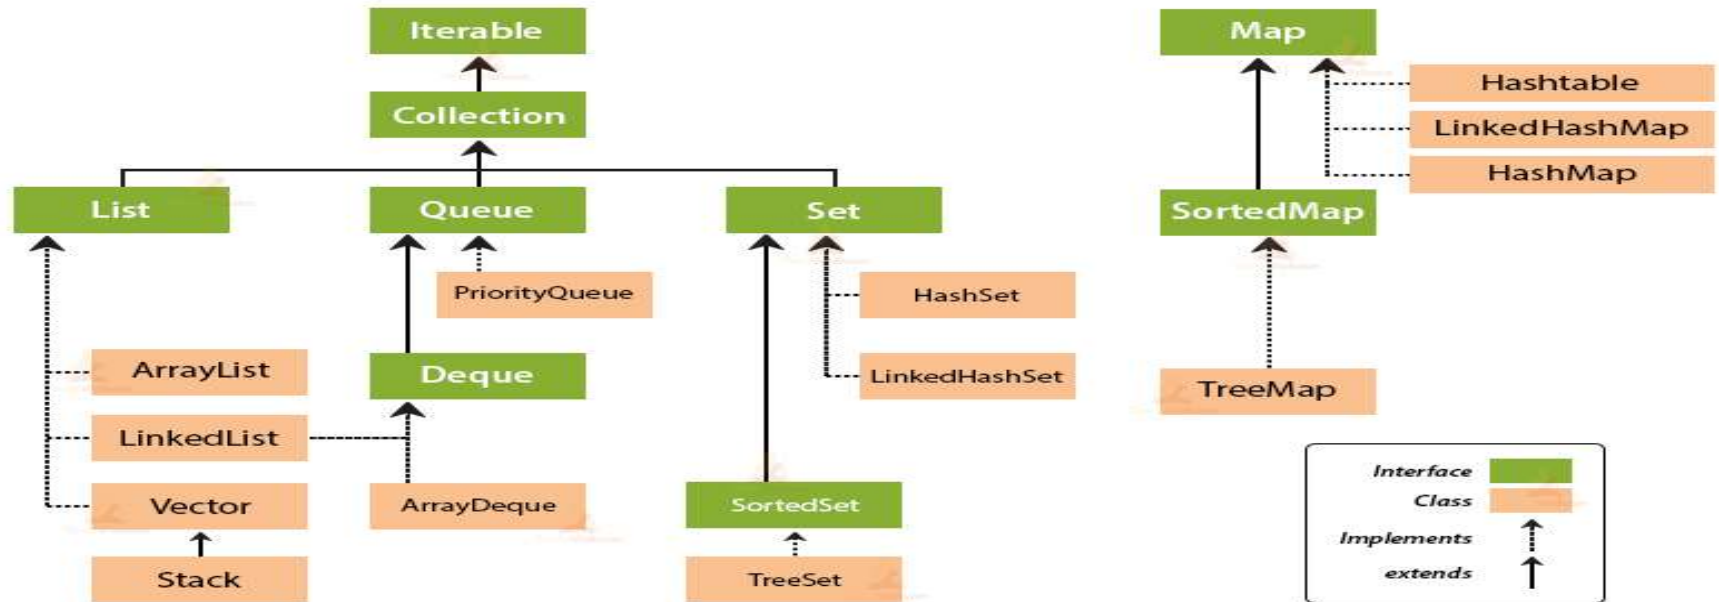 Iterable
Map
Hashtable
Collection
LinkedHashMap
HashMap
List
Queue
Set
SortedMap
PriorityQueue
HashSet
ArrayList
Deque
LinkedHashSet
TreeMap
LinkedList
Interface
Vector
ArrayDeque
SortedSet
Class
Implements
Stack
TreeSet
extends